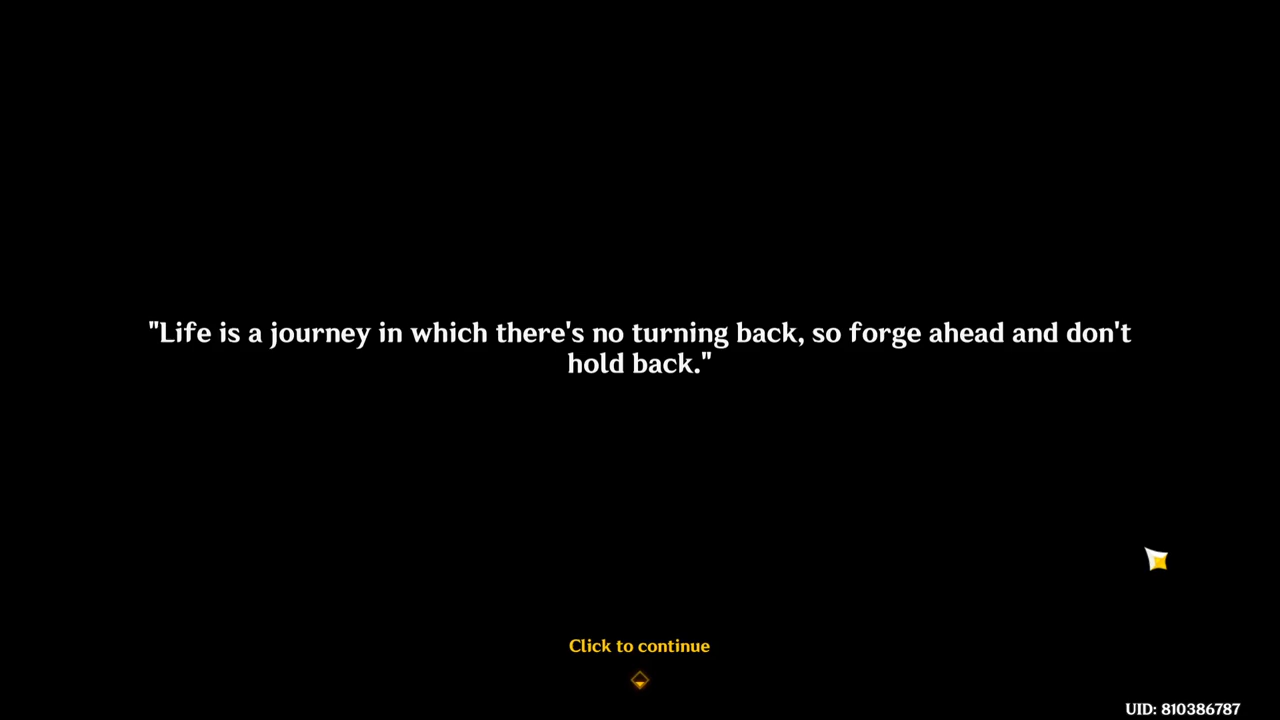 "Life is a journey in which there's no turning back, so forge ahead and don't
hold back."
Click to continue
UID: 810386787